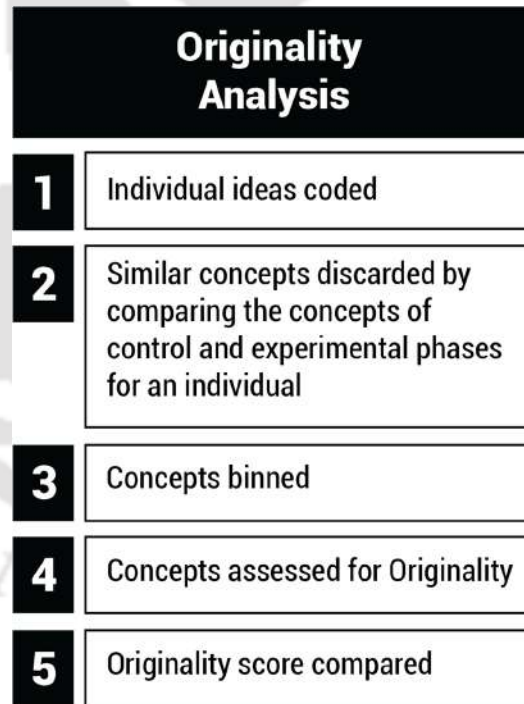 Originality
Analysis
1
Individual ideas coded
2
Similar concepts discarded by
comparing the concepts of
control and experimental phases
for an individual
3
Concepts binned
4
Concepts assessed for Originality
5
Originality score compared